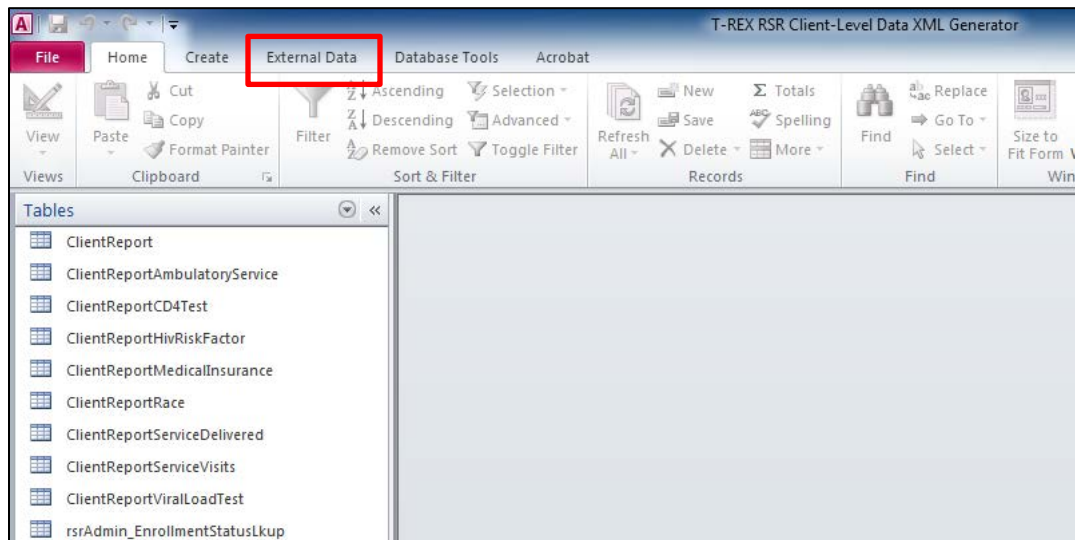 T-REX RSR Client-Level Data XML Generator
File Home Create External Data Database Tools Acrobat
View
Paste
Cut
Copy
Format Painter
Filter
Ascending
Descending
Remove Sort
Selection
Advanced
Toggle Filter
Refresh
All
New
Save
Delete
Totals
Spelling
More
Find
Replace
Go To
Select
Size to
Fit Form
Views Clipboard Sort & Filter Records Find Win
Tables
ClientReport
ClientReportAmbulatoryService
ClientReportCD4Test
ClientReportHivRiskFactor
ClientReportMedicalInsurance
ClientReportRace
ClientReportServiceDelivered
ClientReportServiceVisits
ClientReportViralLoadTest
rsrAdmin_EnrollmentStatusLkup